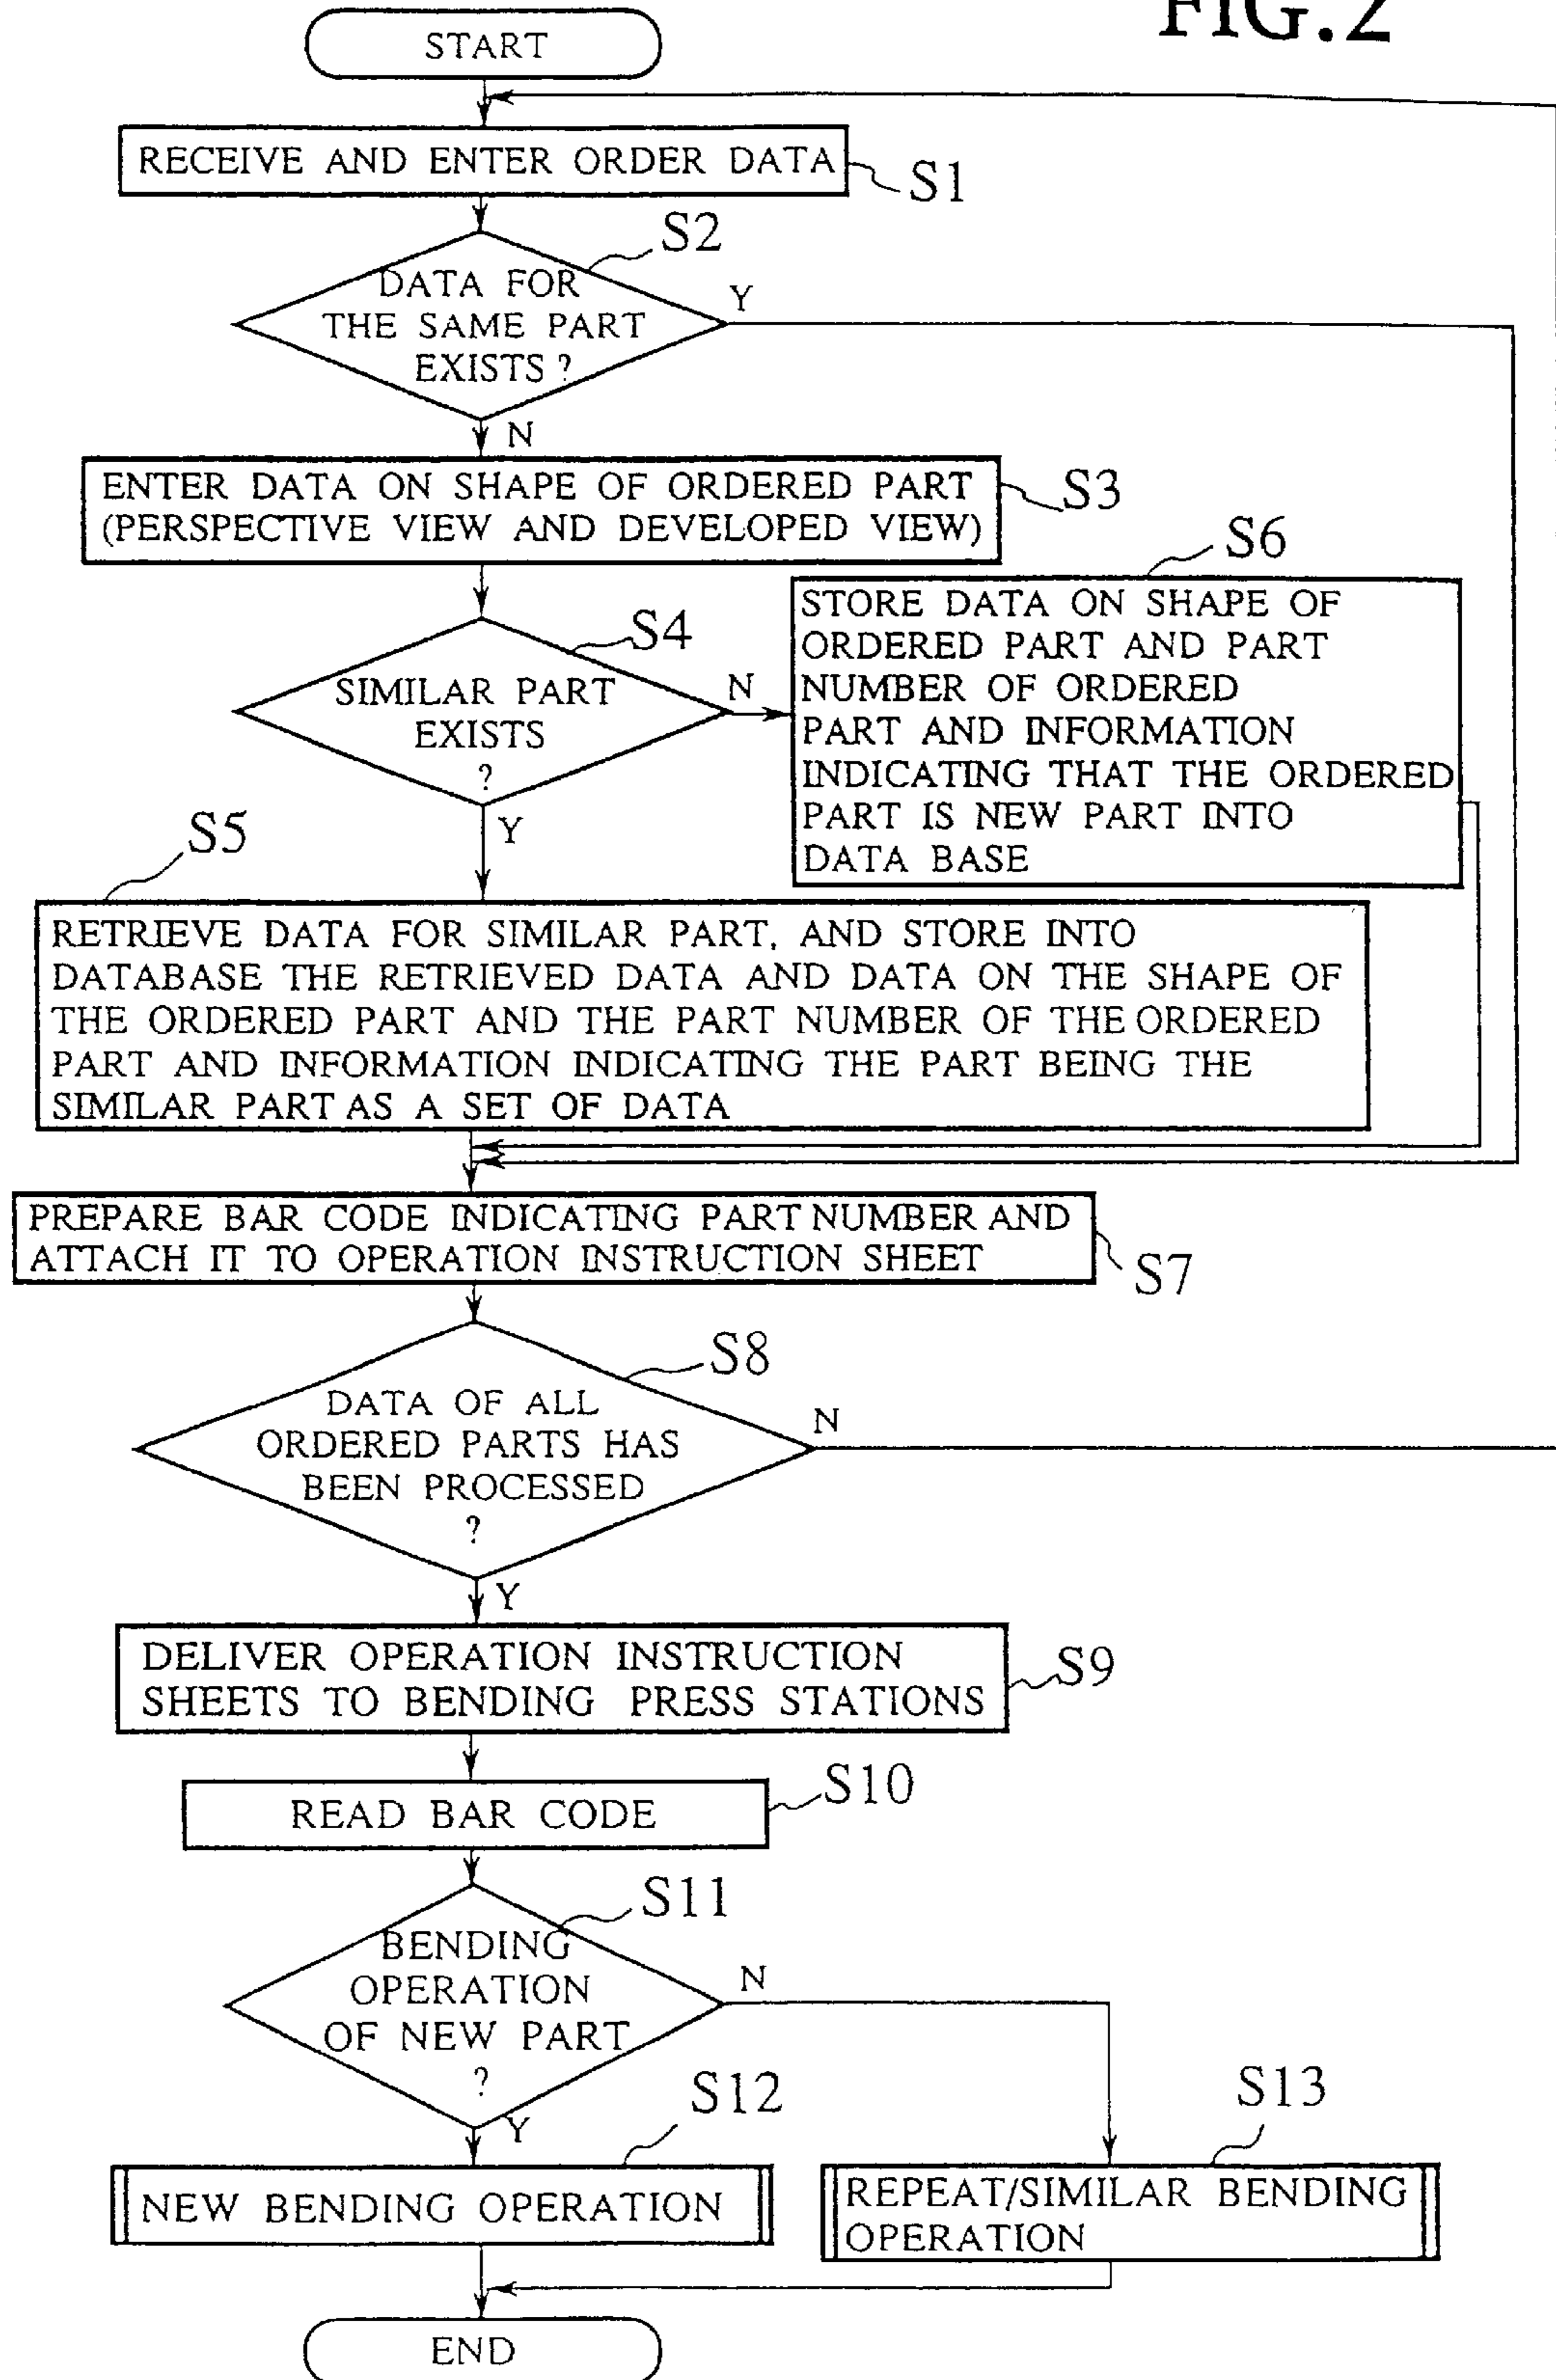 FIG.2
START
RECEIVE AND ENTER ORDER DATA
S1
S2
DATA FOR
THE SAME PART
EXISTS ?
Y
N
ENTER DATA ON SHAPE OF ORDERED PART
(PERSPECTIVE VIEW AND DEVELOPED VIEW)
S3
S4
SIMILAR PART
EXISTS
?
N
Y
S6
STORE DATA ON SHAPE OF
ORDERED PART AND PART
NUMBER OF ORDERED
PART AND INFORMATION
INDICATING THAT THE ORDERED
PART IS NEW PART INTO
DATA BASE
S5
RETRIEVE DATA FOR SIMILAR PART, AND STORE INTO
DATABASE THE RETRIEVED DATA AND DATA ON THE SHAPE OF
THE ORDERED PART AND THE PART NUMBER OF THE ORDERED
PART AND INFORMATION INDICATING THE PART BEING THE
SIMILAR PART AS A SET OF DATA
PREPARE BAR CODE INDICATING PART NUMBER AND
ATTACH IT TO OPERATION INSTRUCTION SHEET
S7
S8
DATA OF ALL
ORDERED PARTS HAS
BEEN PROCESSED
?
N
Y
DELIVER OPERATION INSTRUCTION
SHEETS TO BENDING PRESS STATIONS
S9
READ BAR CODE
S10
S11
BENDING
OPERATION
OF NEW PART
?
N
Y
S12
NEW BENDING OPERATION
S13
REPEAT/SIMILAR BENDING
OPERATION
END